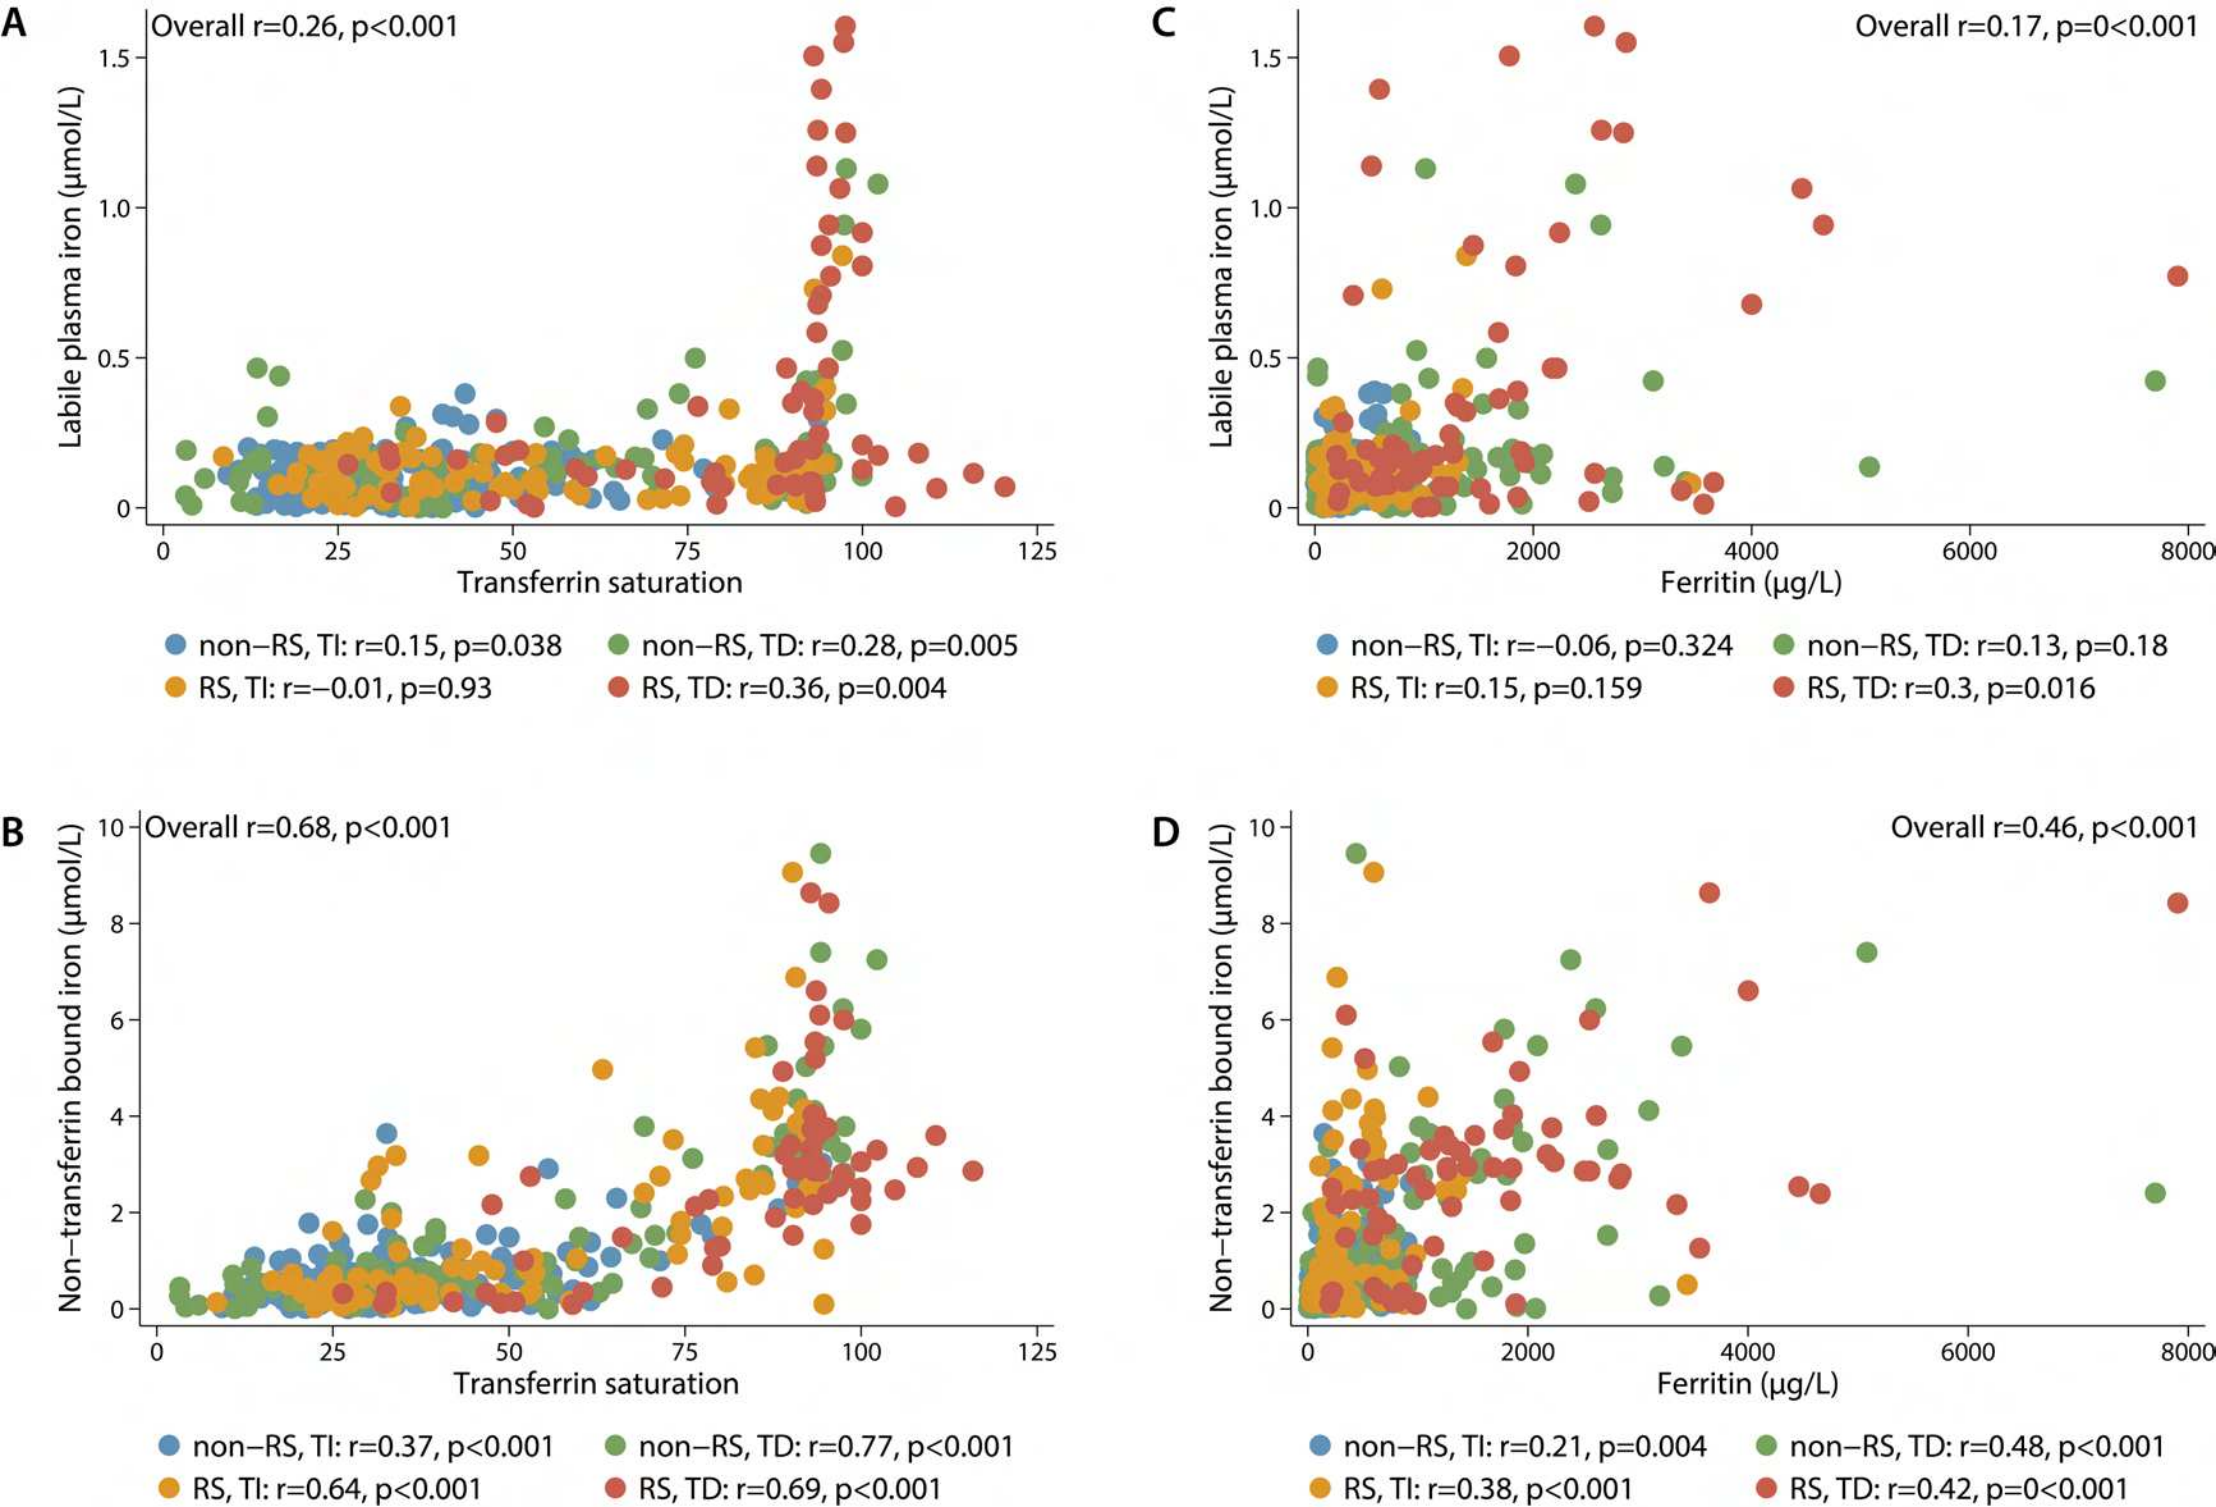 A
Overall r=0.26, p<0.001
Labile plasma iron (µmol/L)
1.5
1.0
0.5
0
0 25 50 75 100 125
Transferrin saturation
non−RS, TI: r=0.15, p=0.038 non−RS, TD: r=0.28, p=0.005
RS, TI: r=−0.01, p=0.93 RS, TD: r=0.36, p=0.004
C
Overall r=0.17, p=0<0.001
Labile plasma iron (µmol/L)
1.5
1.0
0.5
0
0 2000 4000 6000 8000
Ferritin (µg/L)
non−RS, TI: r=−0.06, p=0.324 non−RS, TD: r=0.13, p=0.18
RS, TI: r=0.15, p=0.159 RS, TD: r=0.3, p=0.016
B
Overall r=0.68, p<0.001
Non−transferrin bound iron (µmol/L)
10
8
6
4
2
0
0 25 50 75 100 125
Transferrin saturation
non−RS, TI: r=0.37, p<0.001 non−RS, TD: r=0.77, p<0.001
RS, TI: r=0.64, p<0.001 RS, TD: r=0.69, p<0.001
D
Overall r=0.46, p<0.001
Non−transferrin bound iron (µmol/L)
10
8
6
4
2
0
0 2000 4000 6000 8000
Ferritin (µg/L)
non−RS, TI: r=0.21, p=0.004 non−RS, TD: r=0.48, p<0.001
RS, TI: r=0.38, p<0.001 RS, TD: r=0.42, p=0<0.001